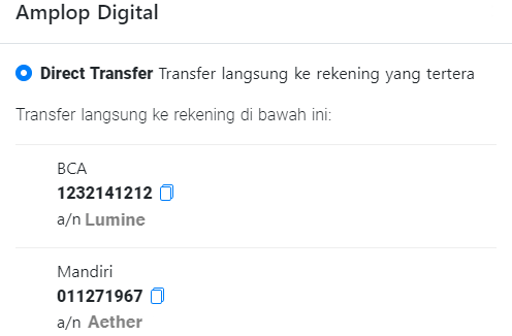 Amplop Digital
Direct Transfer Transfer langsung ke rekening yang tertera
Transfer langsung ke rekening di bawah ini:
BCA
1232141212
a/n Lumine
Mandiri
011271967
a/n Aether